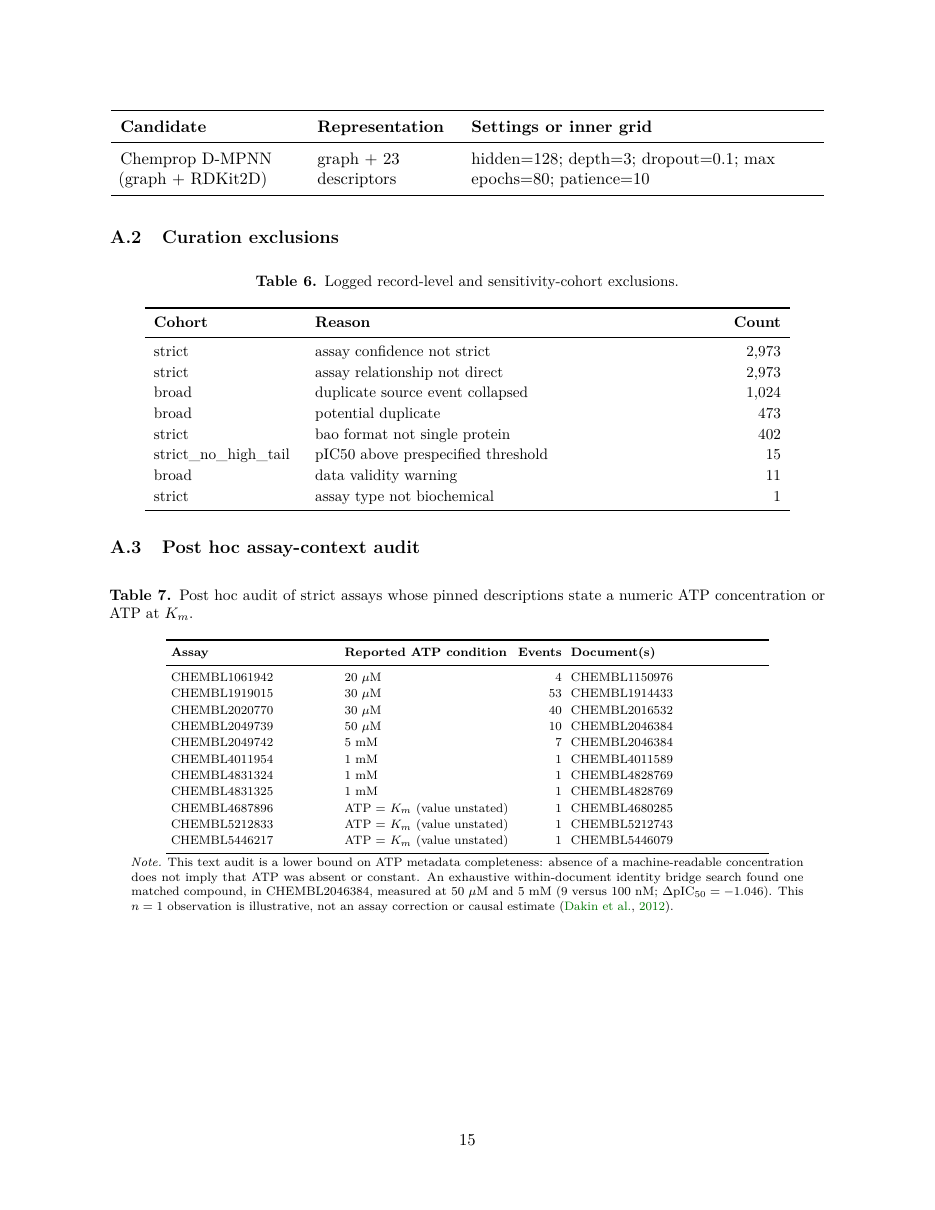 Candidate Representation Settings or inner grid
Chemprop D-MPNN graph + 23 hidden=128; depth=3; dropout=0.1; max
(graph + RDKit2D) descriptors epochs=80; patience=10
A.2 Curation exclusions
Table 6. Logged record-level and sensitivity-cohort exclusions.
Cohort Reason Count
strict assay confidence not strict 2,973
strict assay relationship not direct 2,973
broad duplicate source event collapsed 1,024
broad potential duplicate 473
strict bao format not single protein 402
strict_no_high_tail pIC50 above prespecified threshold 15
broad data validity warning 11
strict assay type not biochemical 1
A.3 Post hoc assay-context audit
Table 7. Post hoc audit of strict assays whose pinned descriptions state a numeric ATP concentration or
ATP at Kₘ.
Assay Reported ATP condition Events Document(s)
CHEMBL1061942 20 μM 4 CHEMBL1150976
CHEMBL1919015 30 μM 53 CHEMBL1914433
CHEMBL2020770 30 μM 40 CHEMBL2016532
CHEMBL2049739 50 μM 10 CHEMBL2046384
CHEMBL2049742 5 mM 7 CHEMBL2046384
CHEMBL4011954 1 mM 1 CHEMBL4011589
CHEMBL4831324 1 mM 1 CHEMBL4828769
CHEMBL4831325 1 mM 1 CHEMBL4828769
CHEMBL4687896 ATP = Kₘ (value unstated) 1 CHEMBL4680285
CHEMBL5212833 ATP = Kₘ (value unstated) 1 CHEMBL5212743
CHEMBL5446217 ATP = Kₘ (value unstated) 1 CHEMBL5446079
Note. This text audit is a lower bound on ATP metadata completeness: absence of a machine-readable concentration
does not imply that ATP was absent or constant. An exhaustive within-document identity bridge search found one
matched compound, in CHEMBL2046384, measured at 50 μM and 5 mM (9 versus 100 nM; ΔpIC₅₀ = −1.046). This
n = 1 observation is illustrative, not an assay correction or causal estimate (Dakin et al., 2012).
15